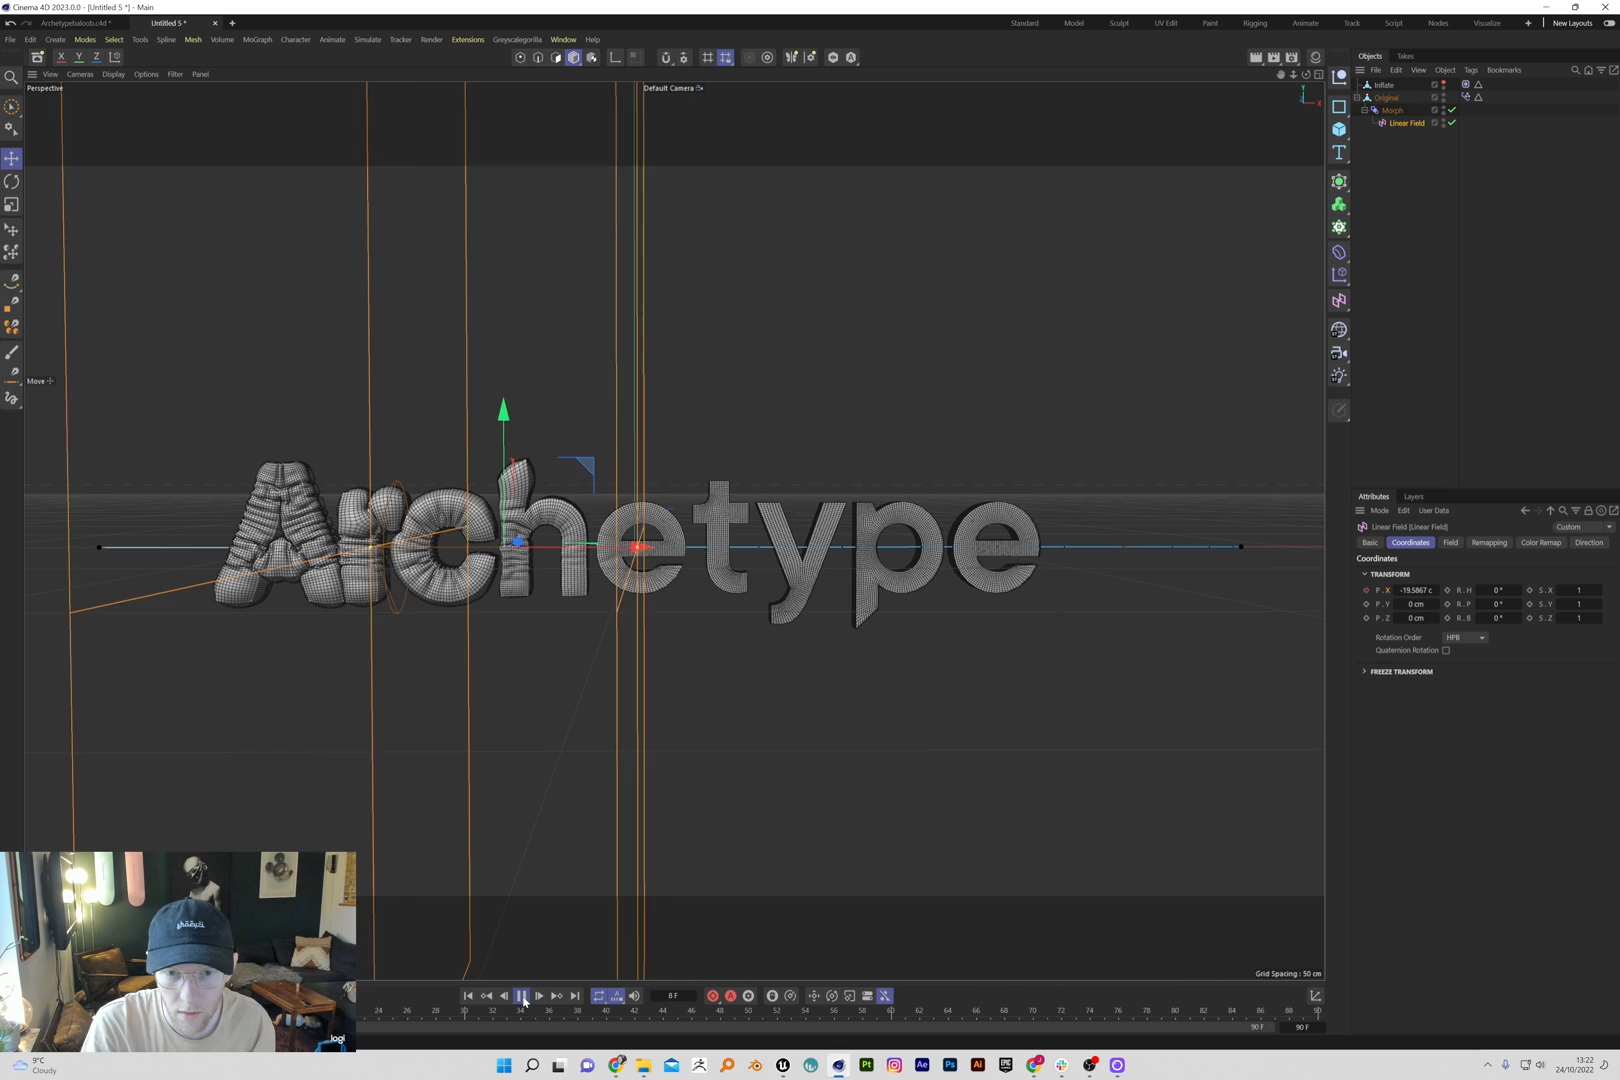 Cinema 4D 2023.0.0 - [Untitled 5 *] - Main
Archetypebaloob.c4d *
Untitled 5 *
Standard Model Sculpt UV Edit Paint Rigging Animate Track Script Nodes Visualize New Layouts
File Edit Create Modes Select Tools Spline Mesh Volume MoGraph Character Animate Simulate Tracker Render Extensions Greyscalegorilla Window Help
X Y Z
View Cameras Display Options Filter Panel
Perspective
Default Camera
Move
Archetype
Grid Spacing : 50 cm
Objects Takes
File Edit View Object Tags Bookmarks
Inflate
Original
Morph
Linear Field
Attributes Layers
Mode Edit User Data
Linear Field [Linear Field] Custom
Basic Coordinates Field Remapping Color Remap Direction
Coordinates
TRANSFORM
P . X -19.5867 c R . H 0 ° S . X 1
P . Y 0 cm R . P 0 ° S . Y 1
P . Z 0 cm R . B 0 ° S . Z 1
Rotation Order HPB
Quaternion Rotation
FREEZE TRANSFORM
8 F
24 26 28 30 32 34 36 38 40 42 44 46 48 50 52 54 56 58 60 62 64 66 68 70 72 74 76 78 80 82 84 86 88 90
90 F 90 F
logi
9°C
Cloudy
Pt Ae Ps Ai
13:22
24/10/2022